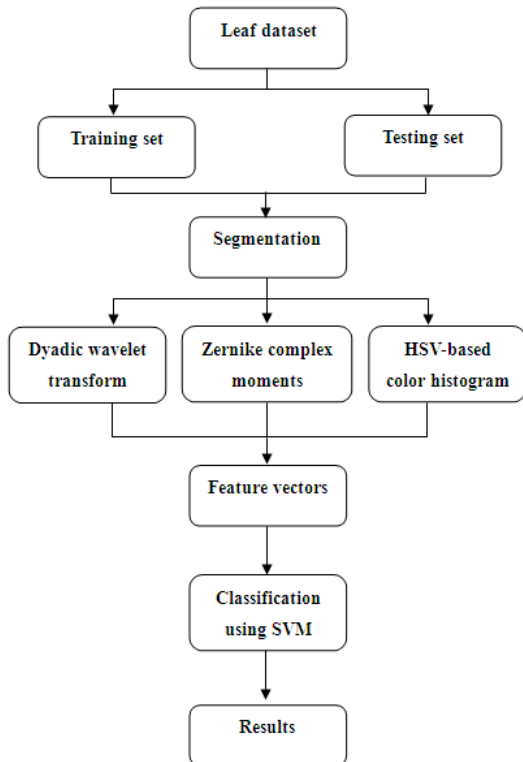 Leaf dataset
Training set
Testing set
Segmentation
Dyadic wavelet
transform
Zernike complex
moments
HSV-based
color histogram
Feature vectors
Classification
using SVM
Results